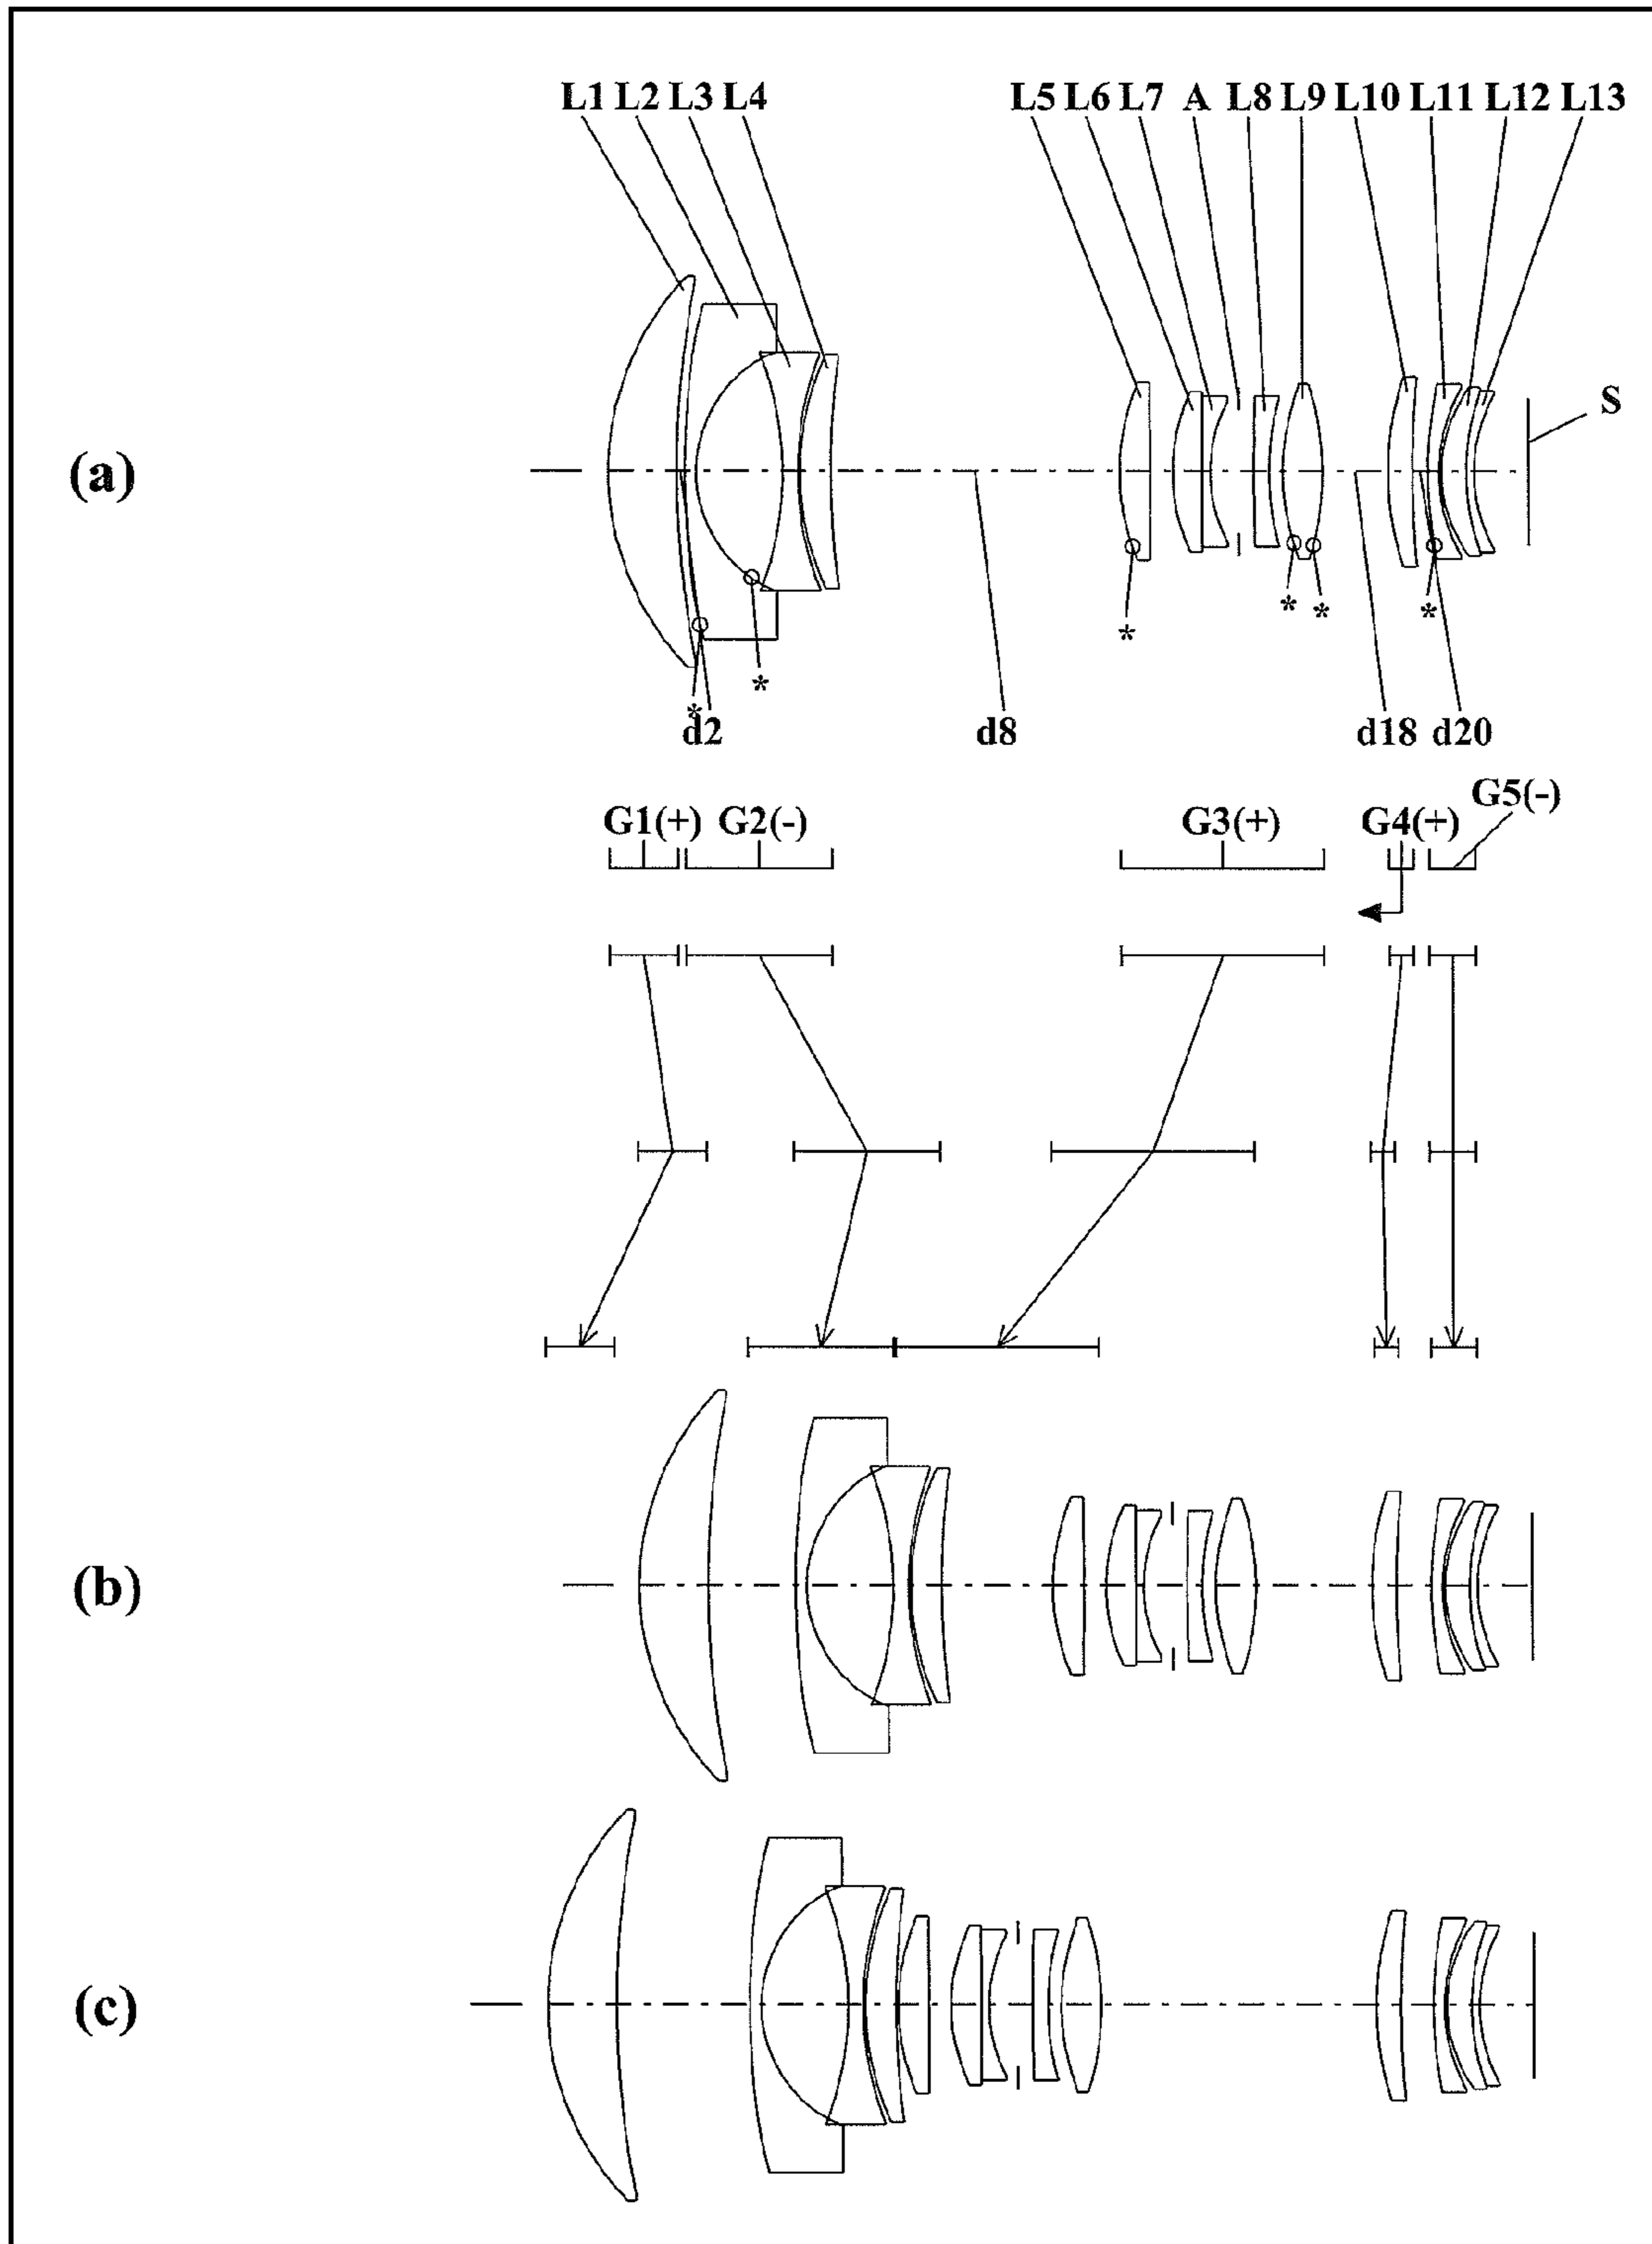 L1 L2 L3 L4 L5 L6 L7 A L8 L9 L10 L11 L12 L13
S
(a)
* * * * * *
*
d2 d8 d18 d20
G5(-)
G1(+) G2(-) G3(+) G4(+)
(b)
(c)